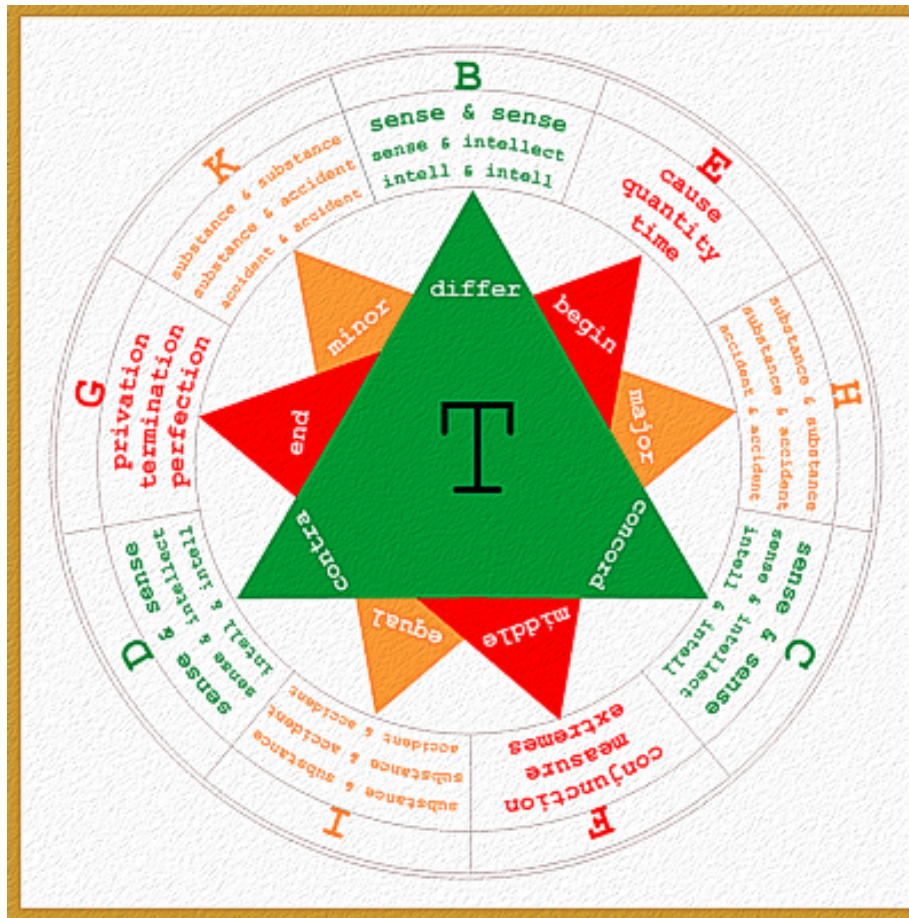 B
sense & sense
sense & intellect
intell & intell
E
cause
quantity
time
H
substance & substance
substance & accident
accident & accident
C
sense & sense
sense & intellect
intell & intell
F
conjunction
measure
extremes
I
substance & substance
substance & accident
accident & accident
D
sense & sense
sense & intellect
intell & intell
G
privation
termination
perfection
K
substance & substance
substance & accident
accident & accident
differ
begin
major
concord
middle
equal
contra
end
minor
T